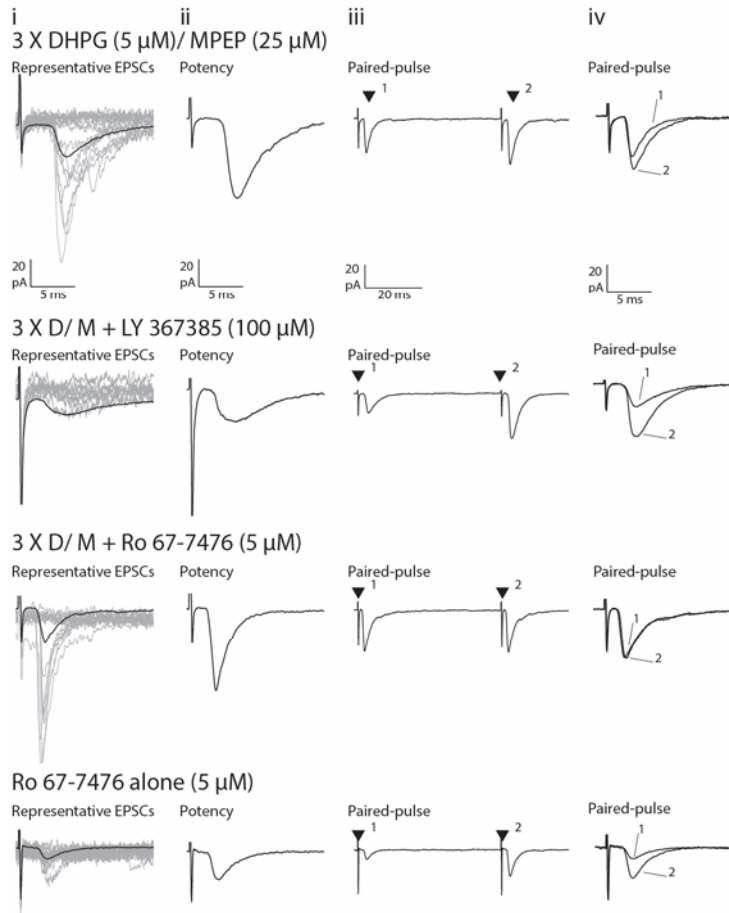 i ii iii iv
3 X DHPG (5 μM)/ MPEP (25 μM)
Representative EPSCs Potency Paired-pulse Paired-pulse
1 2 1
2
20 pA 5 ms 20 pA 5 ms 20 pA 20 ms 20 pA 5 ms
3 X D/ M + LY 367385 (100 μM)
Representative EPSCs Potency Paired-pulse Paired-pulse
1 2 1
2
3 X D/ M + Ro 67-7476 (5 μM)
Representative EPSCs Potency Paired-pulse Paired-pulse
1 2 1
2
Ro 67-7476 alone (5 μM)
Representative EPSCs Potency Paired-pulse Paired-pulse
1 2 1
2